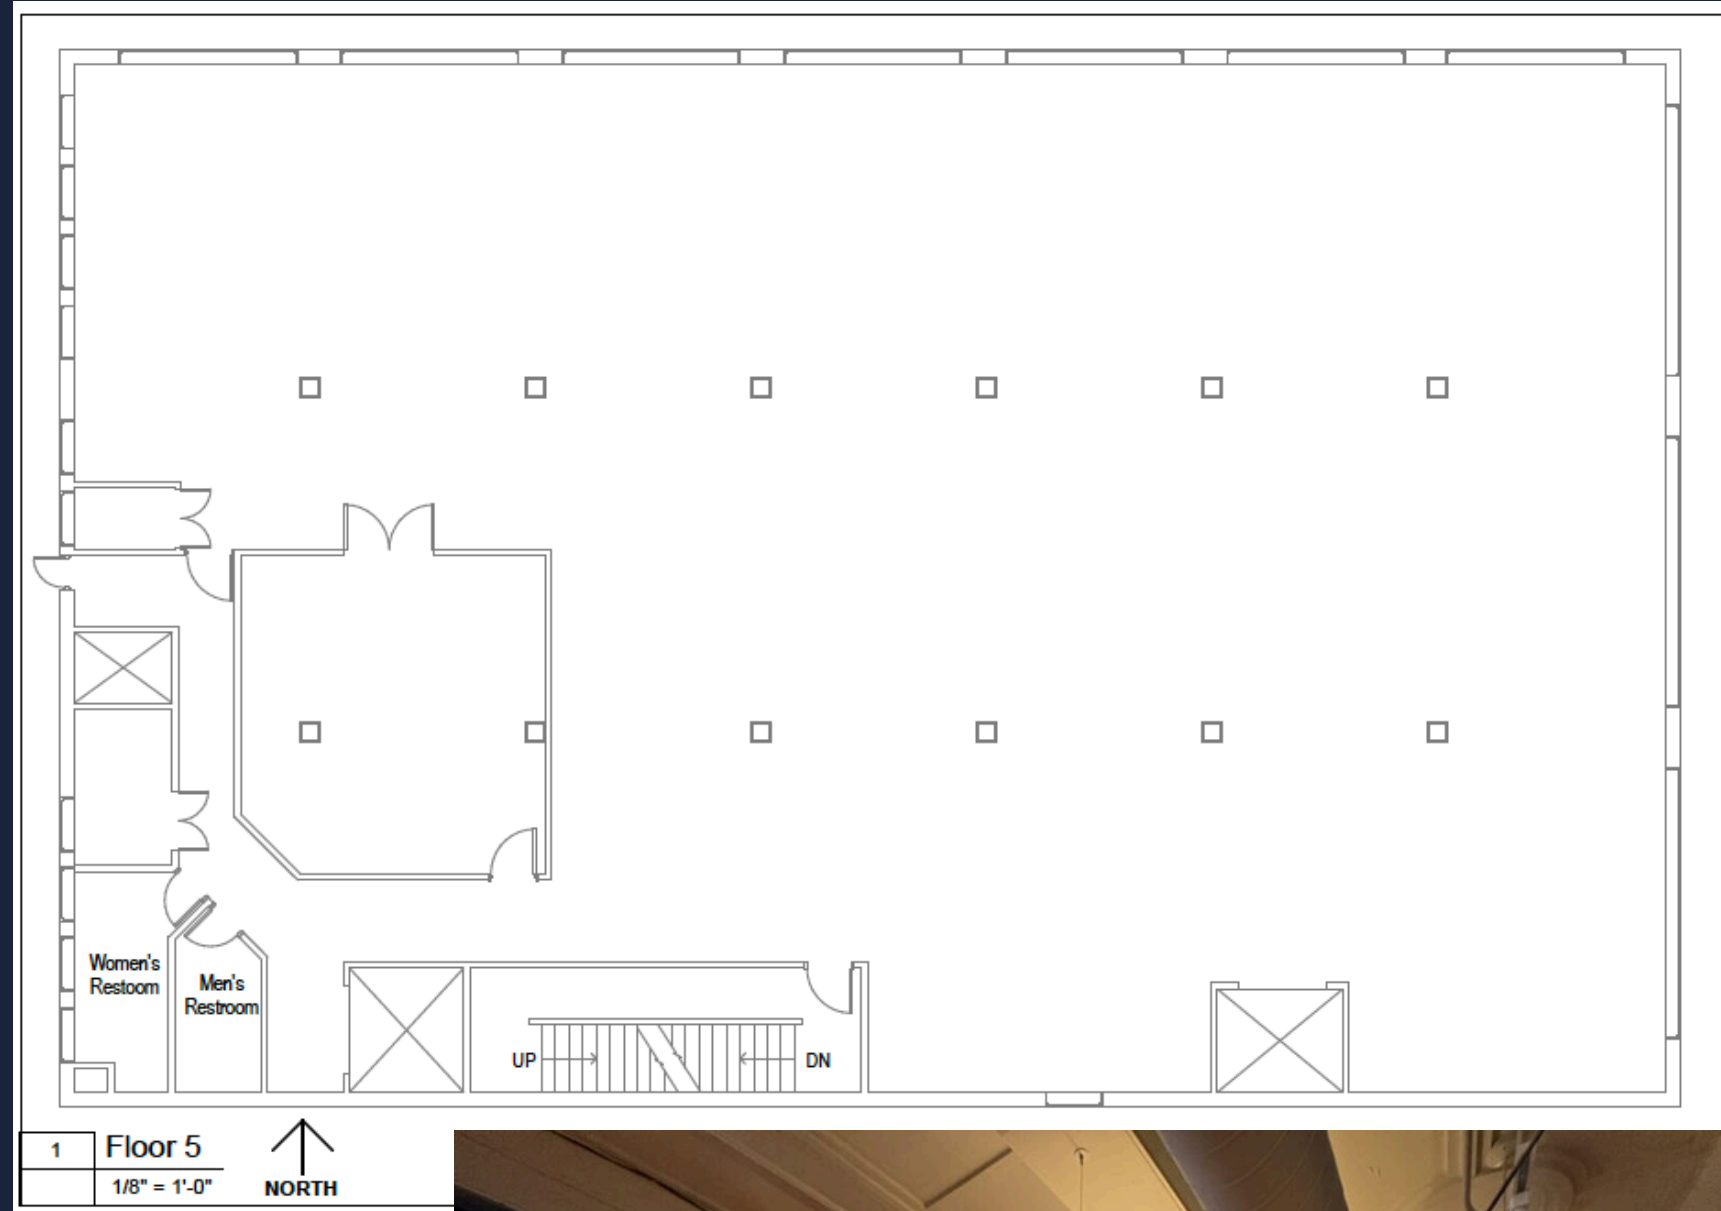 Women's
Restoom
Men's
Restroom
UP
DN
1
Floor 5
1/8" = 1'-0"
NORTH